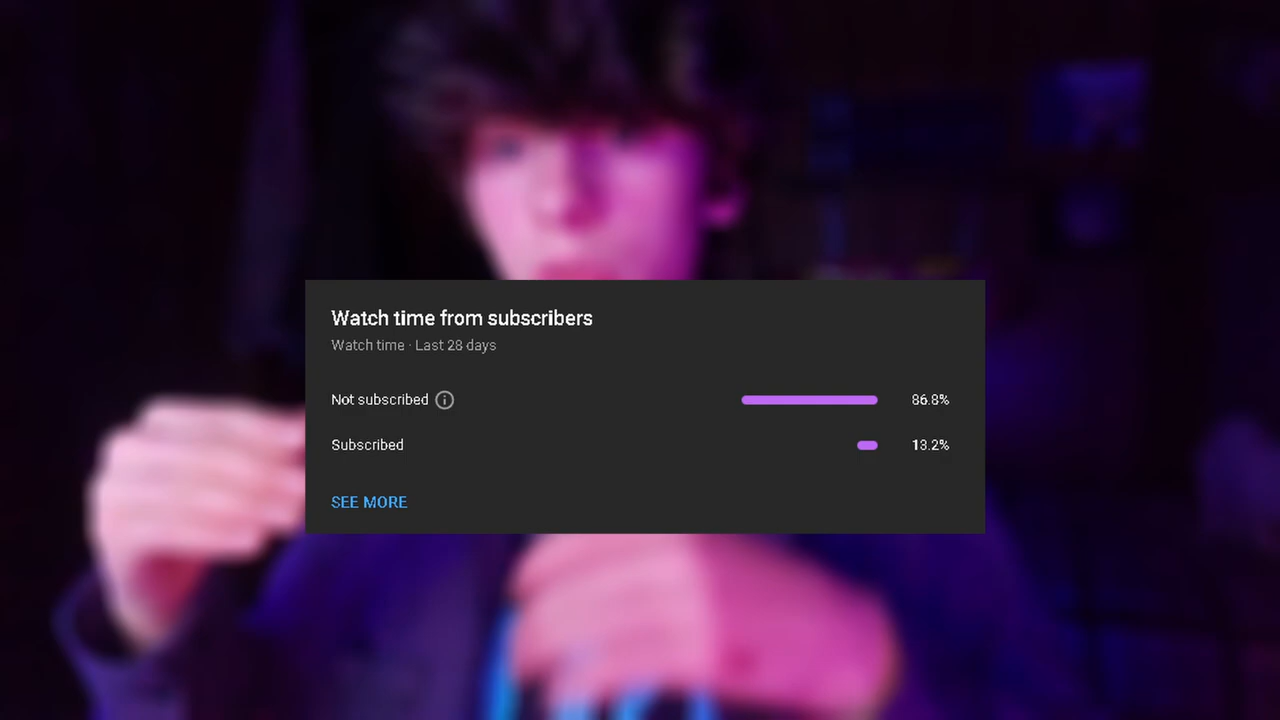 Watch time from subscribers
Watch time · Last 28 days
Not subscribed 86.8%
Subscribed 13.2%
SEE MORE